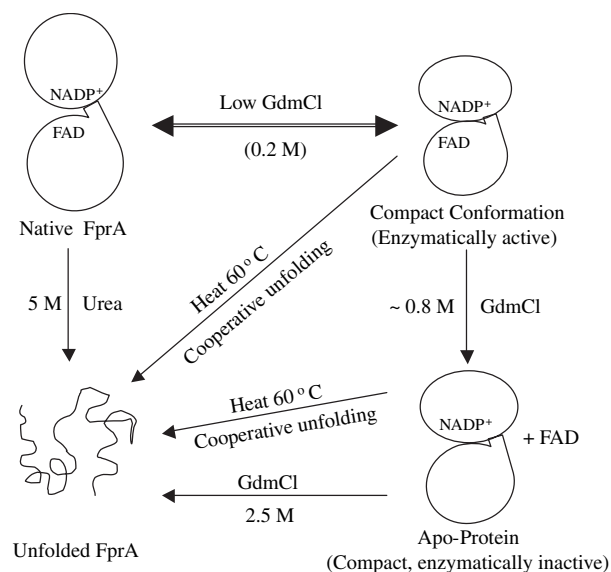 NADP+
FAD
Native FprA
Low GdmCl
(0.2 M)
NADP+
FAD
Compact Conformation
(Enzymatically active)
5 M Urea
Heat 60 o C
Cooperative unfolding
~ 0.8 M GdmCl
Heat 60 o C
Cooperative unfolding
NADP+
+ FAD
GdmCl
2.5 M
Unfolded FprA
Apo-Protein
(Compact, enzymatically inactive)